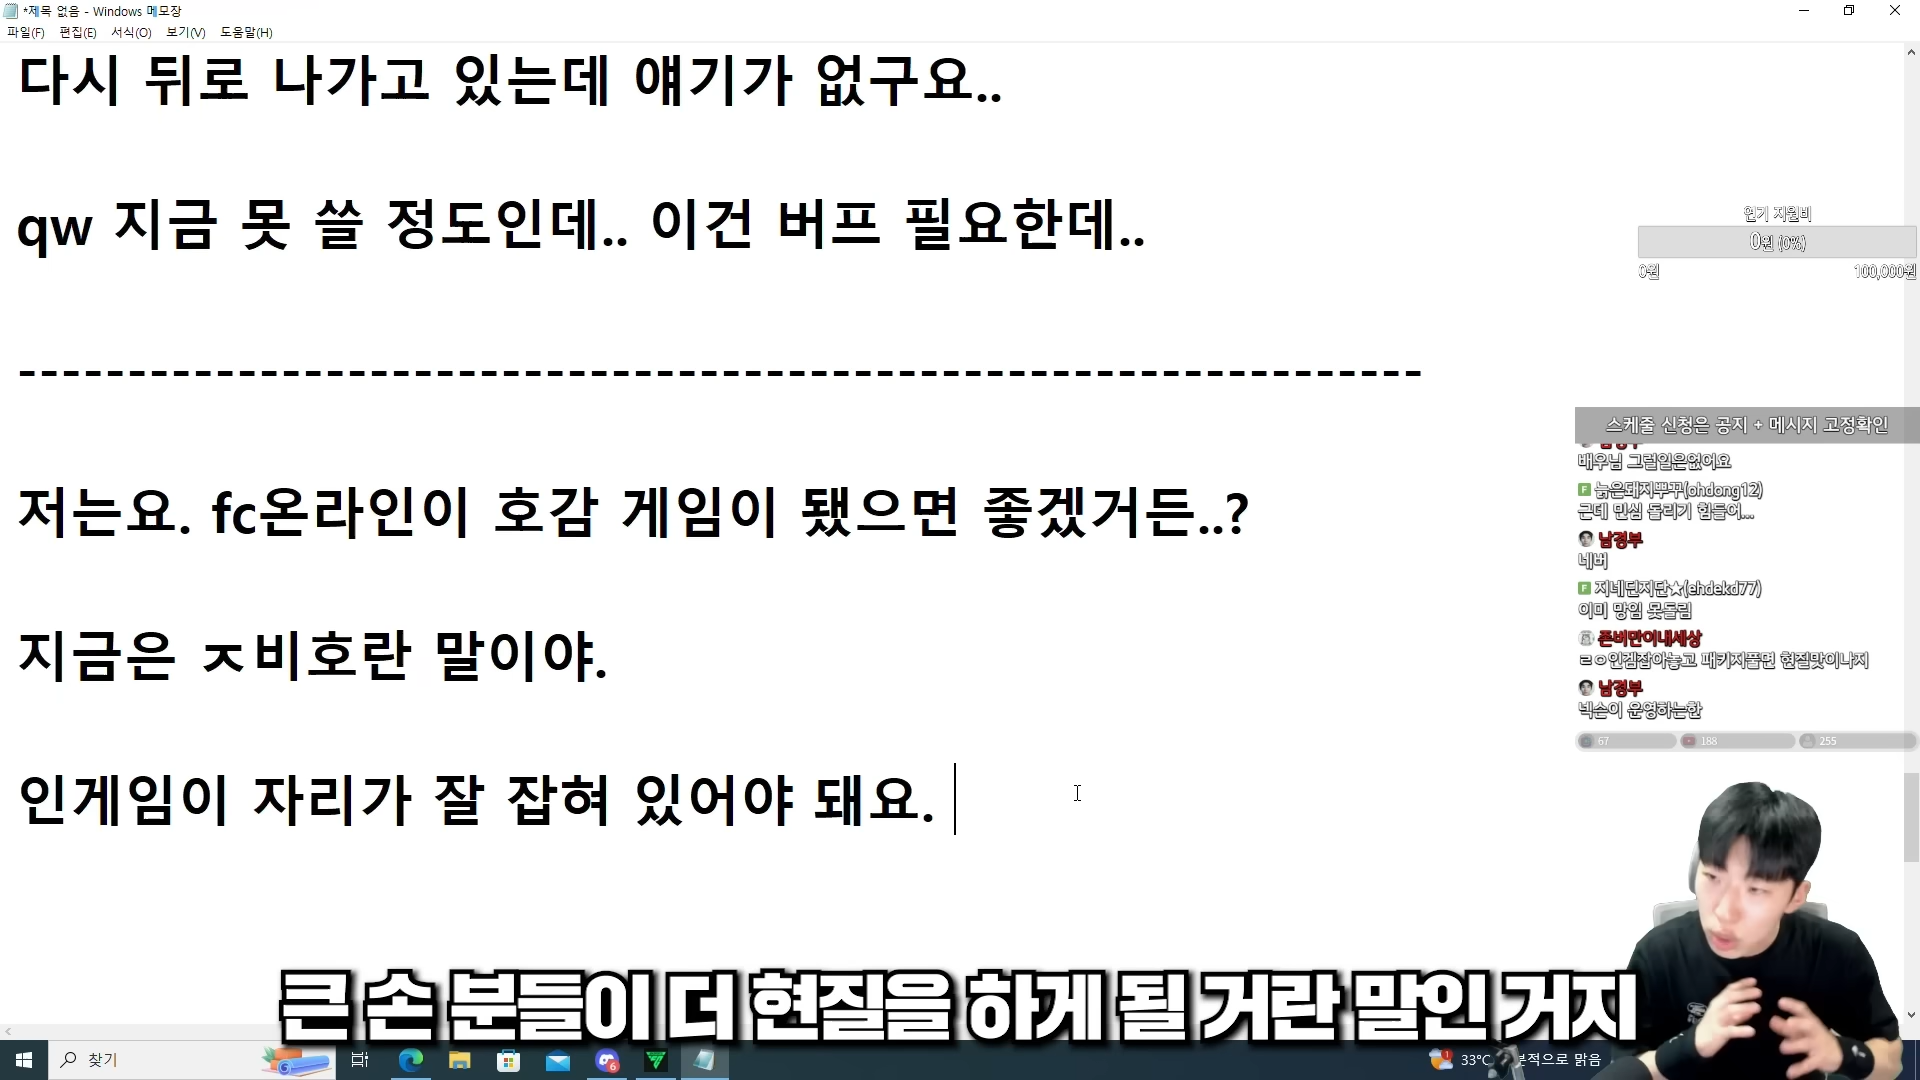 *제목 없음 - Windows 메모장
파일(F) 편집(E) 서식(O) 보기(V) 도움말(H)
다시 뒤로 나가고 있는데 얘기가 없구요..
qw 지금 못 쓸 정도인데.. 이건 버프 필요한데..
----------------------------------------------------------------
저는요. fc온라인이 호감 게임이 됐으면 좋겠거든..?
지금은 ㅈ비호란 말이야.
인게임이 자리가 잘 잡혀 있어야 돼요.
연기 지원비
0원 (0%)
0원 100,000원
스케줄 신청은 공지 + 메시지 고정확인
배우님 그럴일은없어요
늙은돼지뿌꾸(ohdong12)
근데 민심 돌리기 힘들어...
남경부
네버
지네딘지단★(ehdekd77)
이미 망임 못돌림
존버만이내세상
ㄹㅇ인겜잡아놓고 패키지풀면 현질맛이나지
남경부
넥슨이 운영하는한
67 188 255
큰 손 분들이 더 현질을 하게 될 거란 말인 거지
찾기
6
1
33°C 부분적으로 맑음